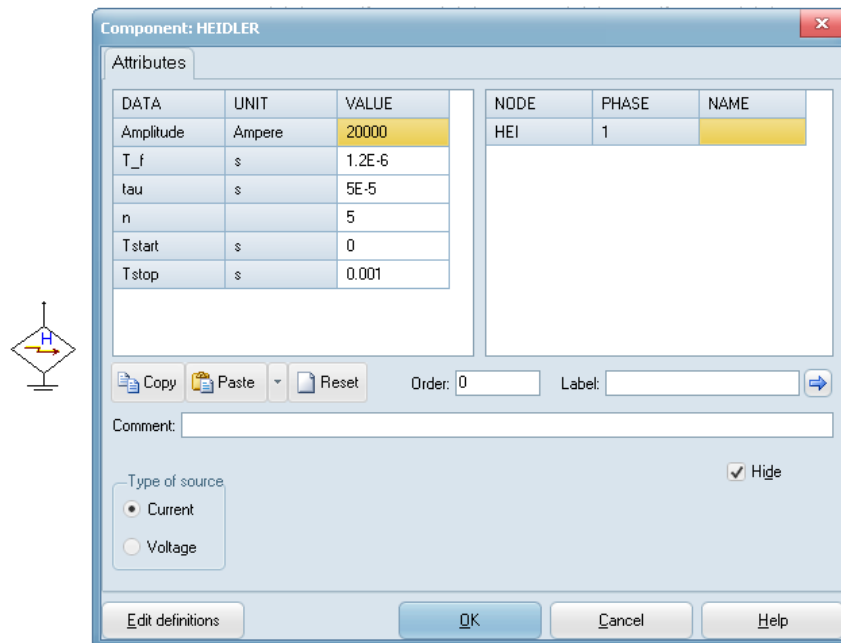 Component: HEIDLER
Attributes
DATA UNIT VALUE
Amplitude Ampere 20000
T_f s 1.2E-6
tau s 5E-5
n 5
Tstart s 0
Tstop s 0.001
NODE PHASE NAME
HEI 1
H
Copy Paste Reset Order: 0 Label:
Comment:
Type of source
Current
Voltage
Hide
Edit definitions OK Cancel Help